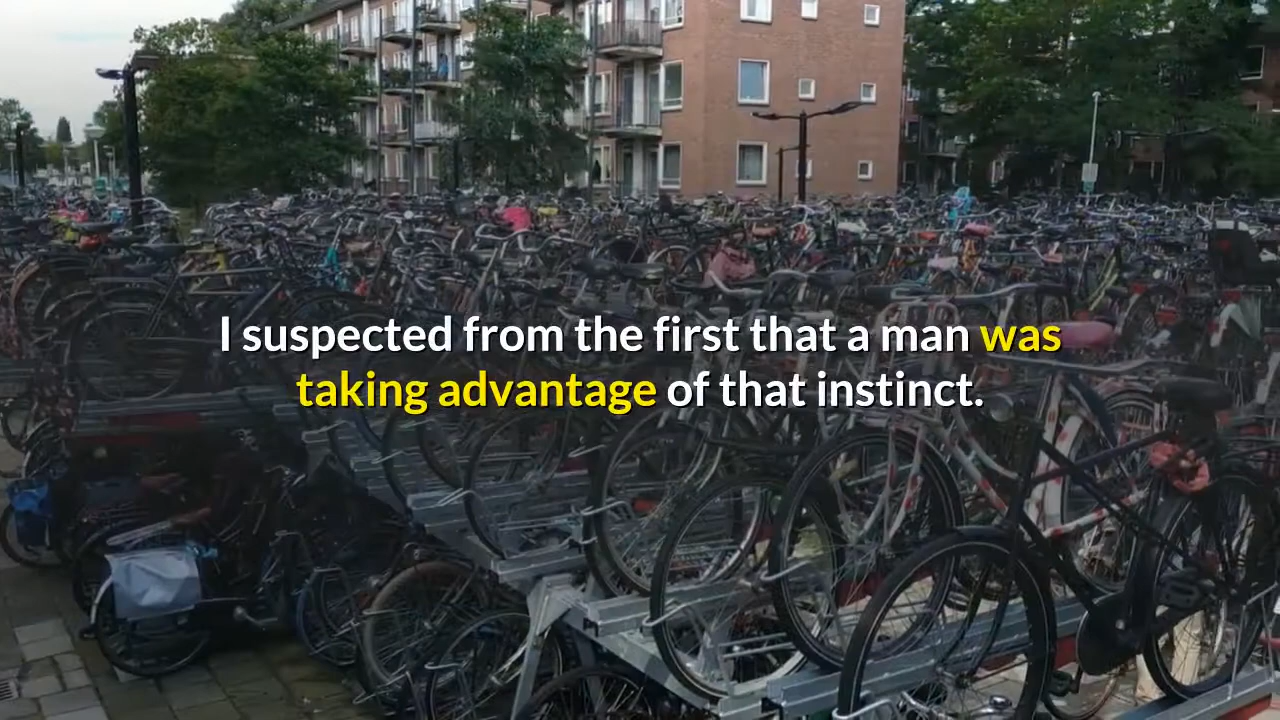 I suspected from the first that a man was
taking advantage of that instinct.